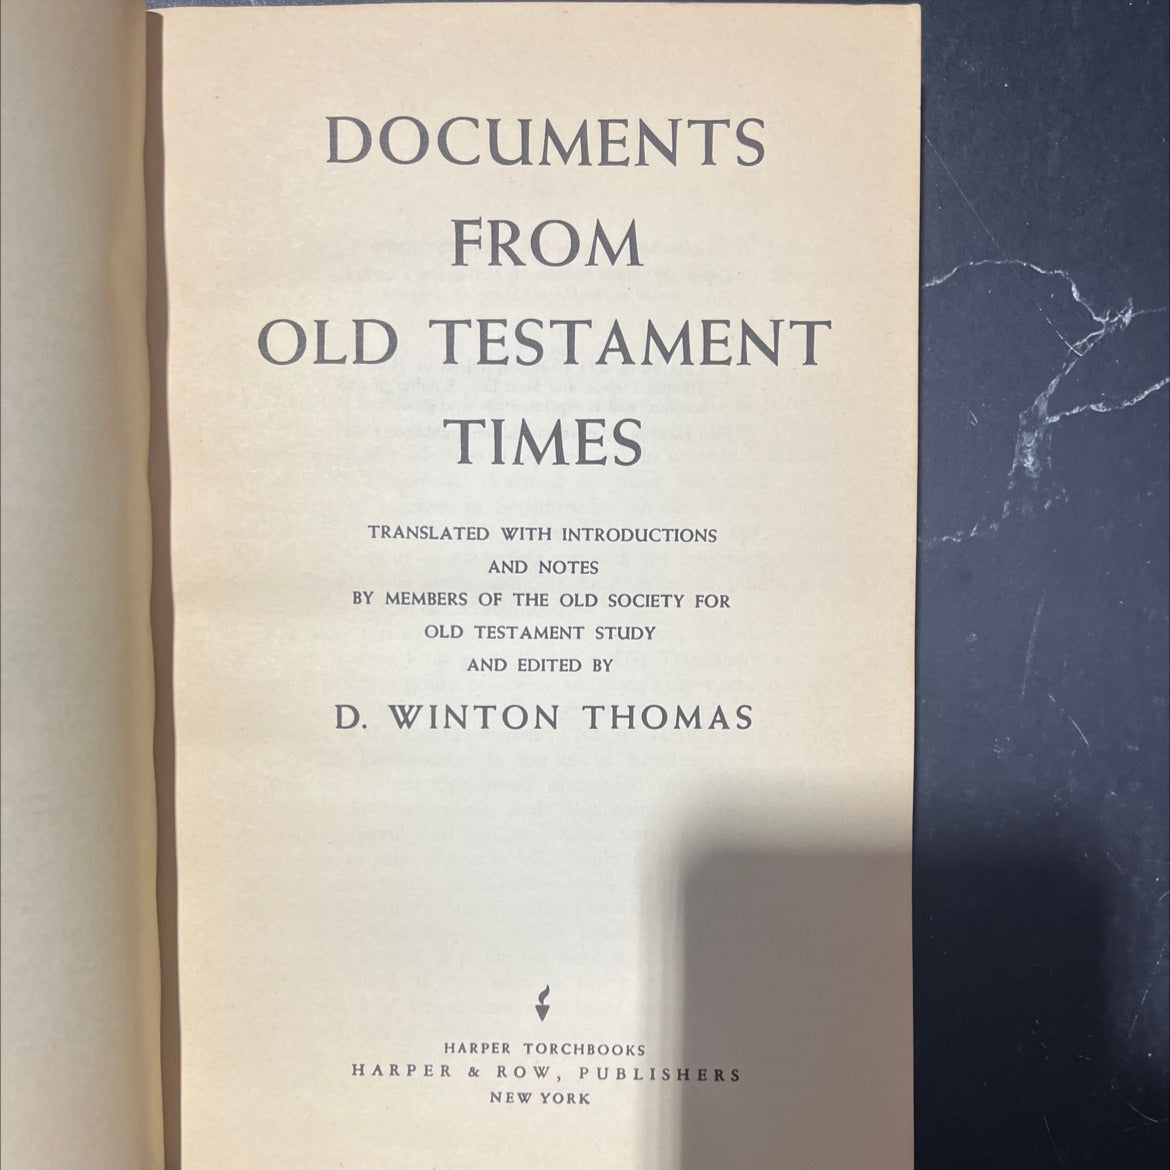 DOCUMENTS
FROM
OLD TESTAMENT
TIMES
TRANSLATED WITH INTRODUCTIONS
AND NOTES
BY MEMBERS OF THE OLD SOCIETY FOR
OLD TESTAMENT STUDY
AND EDITED BY
D. WINTON THOMAS
HARPER TORCHBOOKS
HARPER & ROW, PUBLISHERS
NEW YORK